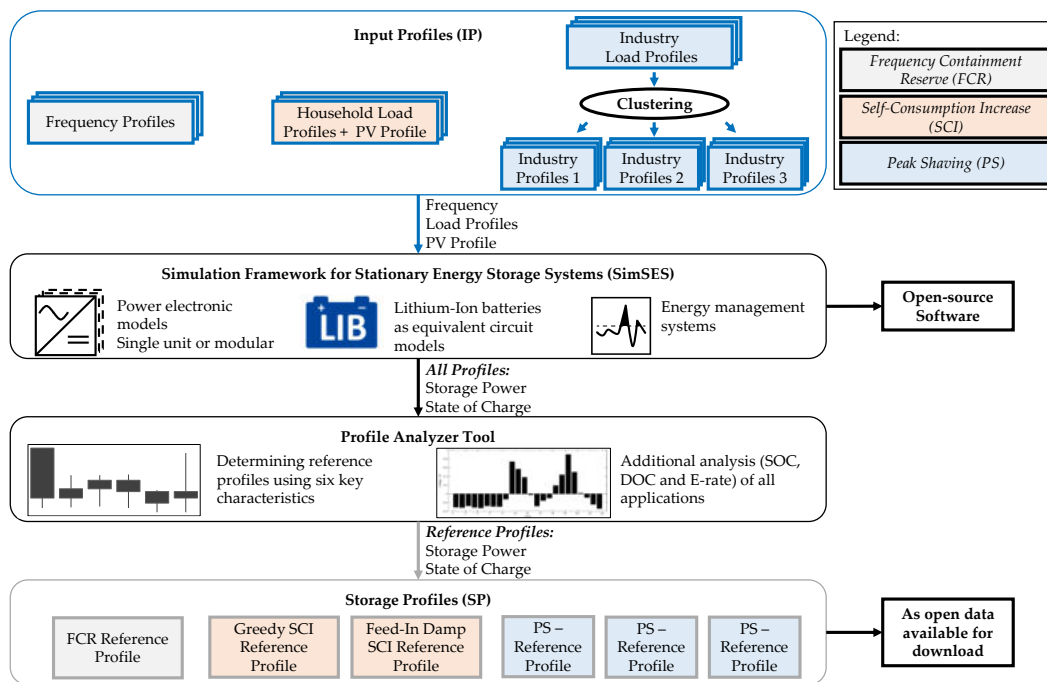 Input Profiles (IP)
Industry
Load Profiles
Legend:
Frequency Containment
Reserve (FCR)
Self-Consumption Increase
(SCI)
Peak Shaving (PS)
Frequency Profiles
Household Load
Profiles + PV Profile
Clustering
Industry
Profiles 1
Industry
Profiles 2
Industry
Profiles 3
Frequency
Load Profiles
PV Profile
Simulation Framework for Stationary Energy Storage Systems (SimSES)
Power electronic
models
Single unit or modular
LIB
Lithium-Ion batteries
as equivalent circuit
models
Energy management
systems
Open-source
Software
All Profiles:
Storage Power
State of Charge
Profile Analyzer Tool
Determining reference
profiles using six key
characteristics
Additional analysis (SOC,
DOC and E-rate) of all
applications
Reference Profiles:
Storage Power
State of Charge
Storage Profiles (SP)
FCR Reference
Profile
Greedy SCI
Reference
Profile
Feed-In Damp
SCI Reference
Profile
PS –
Reference
Profile
PS –
Reference
Profile
PS –
Reference
Profile
As open data
available for
download